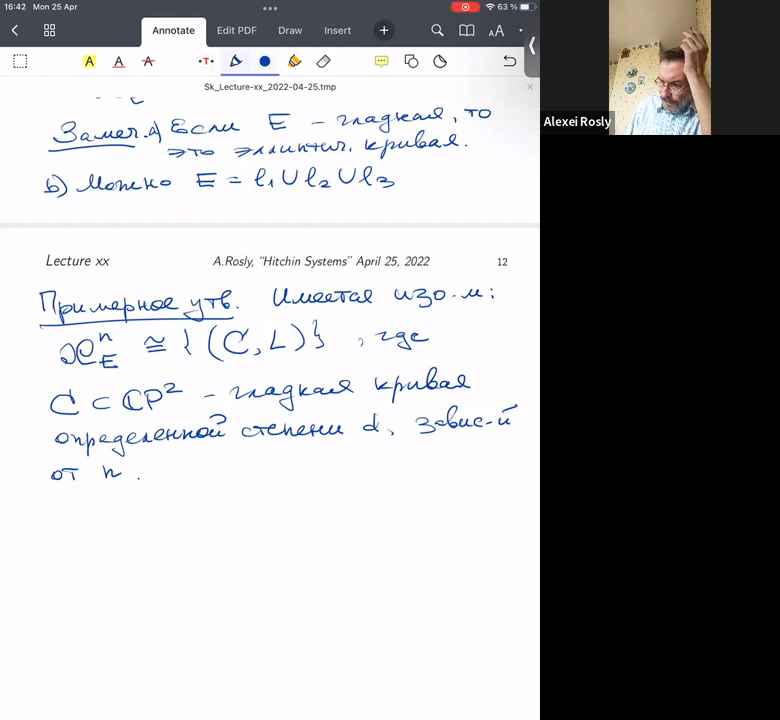 16:42 Mon 25 Apr
63 %
Annotate Edit PDF Draw Insert
Sk_Lecture-xx_2022-04-25.tmp
Alexei Rosly
Замеч. a) Если E – гладкая, то
это эллиптич. кривая.
b) Можно E = l₁ ∪ l₂ ∪ l₃
Lecture xx A.Rosly, "Hitchin Systems" April 25, 2022 12
Примерное утв. Имеется изо-м:
ℳ_E^n ≅ { (C, L) } , где
C ⊂ ℂP² – гладкая кривая
определенной степени d, завис-й
от n .